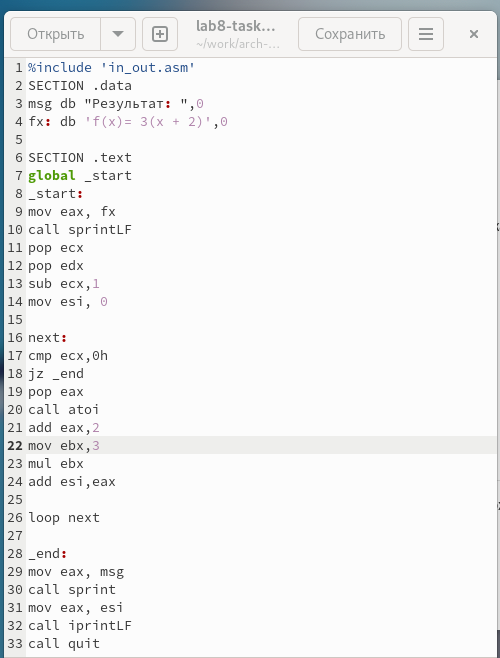 Открыть
lab8-task...
~/work/arch-...
Сохранить
1 %include 'in_out.asm'
2 SECTION .data
3 msg db "Результат: ",0
4 fx: db 'f(x)= 3(x + 2)',0
5
6 SECTION .text
7 global _start
8 _start:
9 mov eax, fx
10 call sprintLF
11 pop ecx
12 pop edx
13 sub ecx,1
14 mov esi, 0
15
16 next:
17 cmp ecx,0h
18 jz _end
19 pop eax
20 call atoi
21 add eax,2
22 mov ebx,3
23 mul ebx
24 add esi,eax
25
26 loop next
27
28 _end:
29 mov eax, msg
30 call sprint
31 mov eax, esi
32 call iprintLF
33 call quit